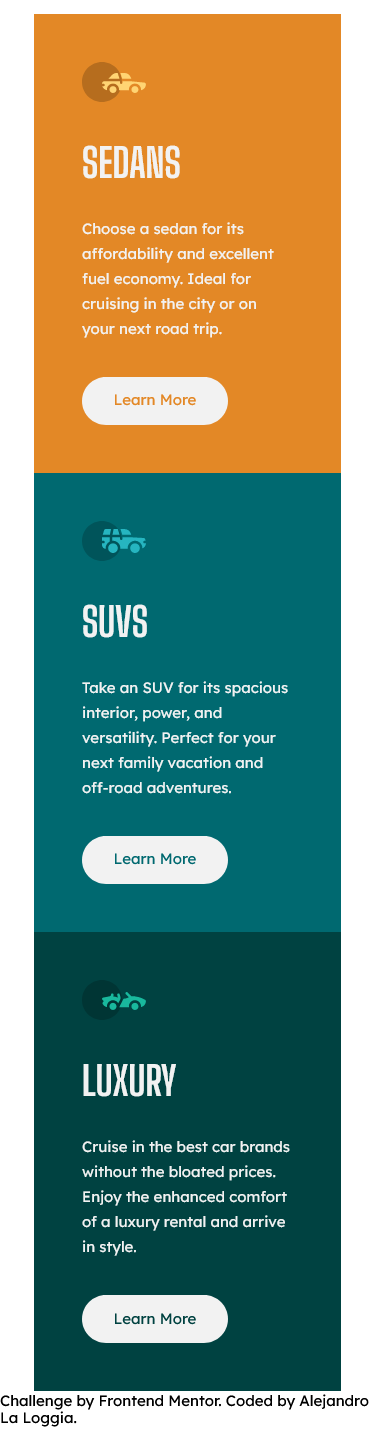 SEDANS
Choose a sedan for its
affordability and excellent
fuel economy. Ideal for
cruising in the city or on
your next road trip.
Learn More
SUVS
Take an SUV for its spacious
interior, power, and
versatility. Perfect for your
next family vacation and
off-road adventures.
Learn More
LUXURY
Cruise in the best car brands
without the bloated prices.
Enjoy the enhanced comfort
of a luxury rental and arrive
in style.
Learn More
Challenge by Frontend Mentor. Coded by Alejandro
La Loggia.